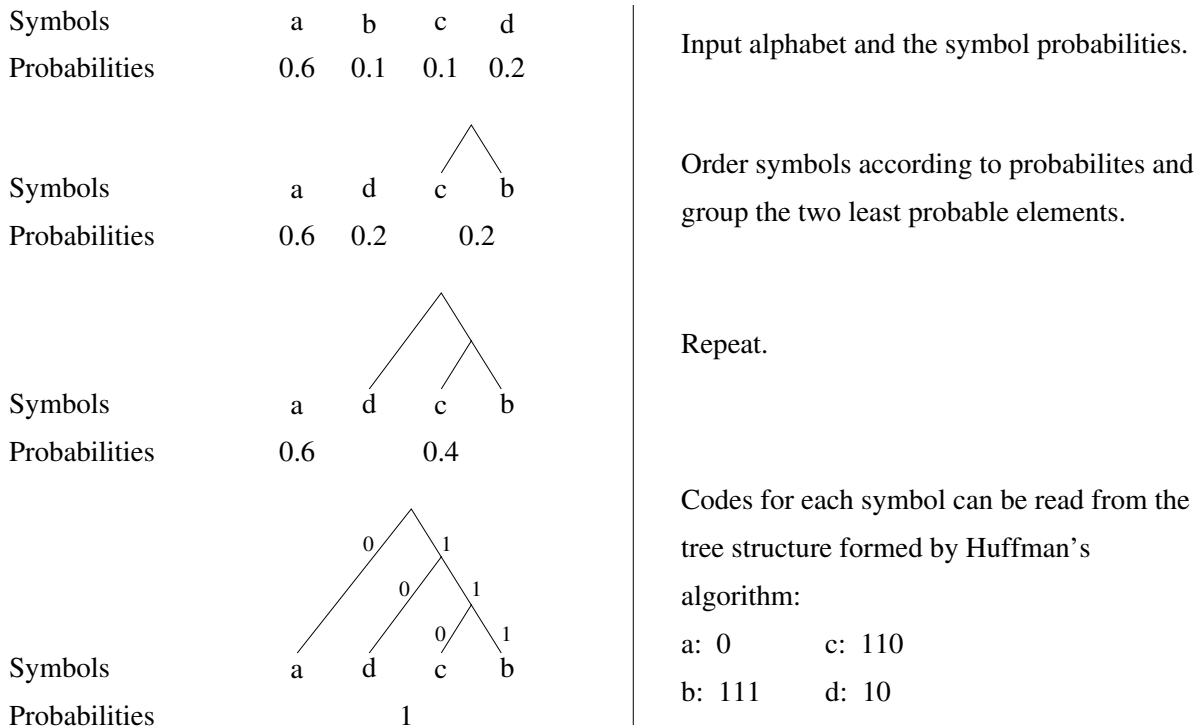 Symbols a b c d
Probabilities 0.6 0.1 0.1 0.2
Input alphabet and the symbol probabilities.
Symbols a d c b
Probabilities 0.6 0.2 0.2
Order symbols according to probabilites and
group the two least probable elements.
Symbols a d c b
Probabilities 0.6 0.4
Repeat.
0 1
0 1
0 1
Symbols a d c b
Probabilities 1
Codes for each symbol can be read from the
tree structure formed by Huffman's
algorithm:
a: 0 c: 110
b: 111 d: 10